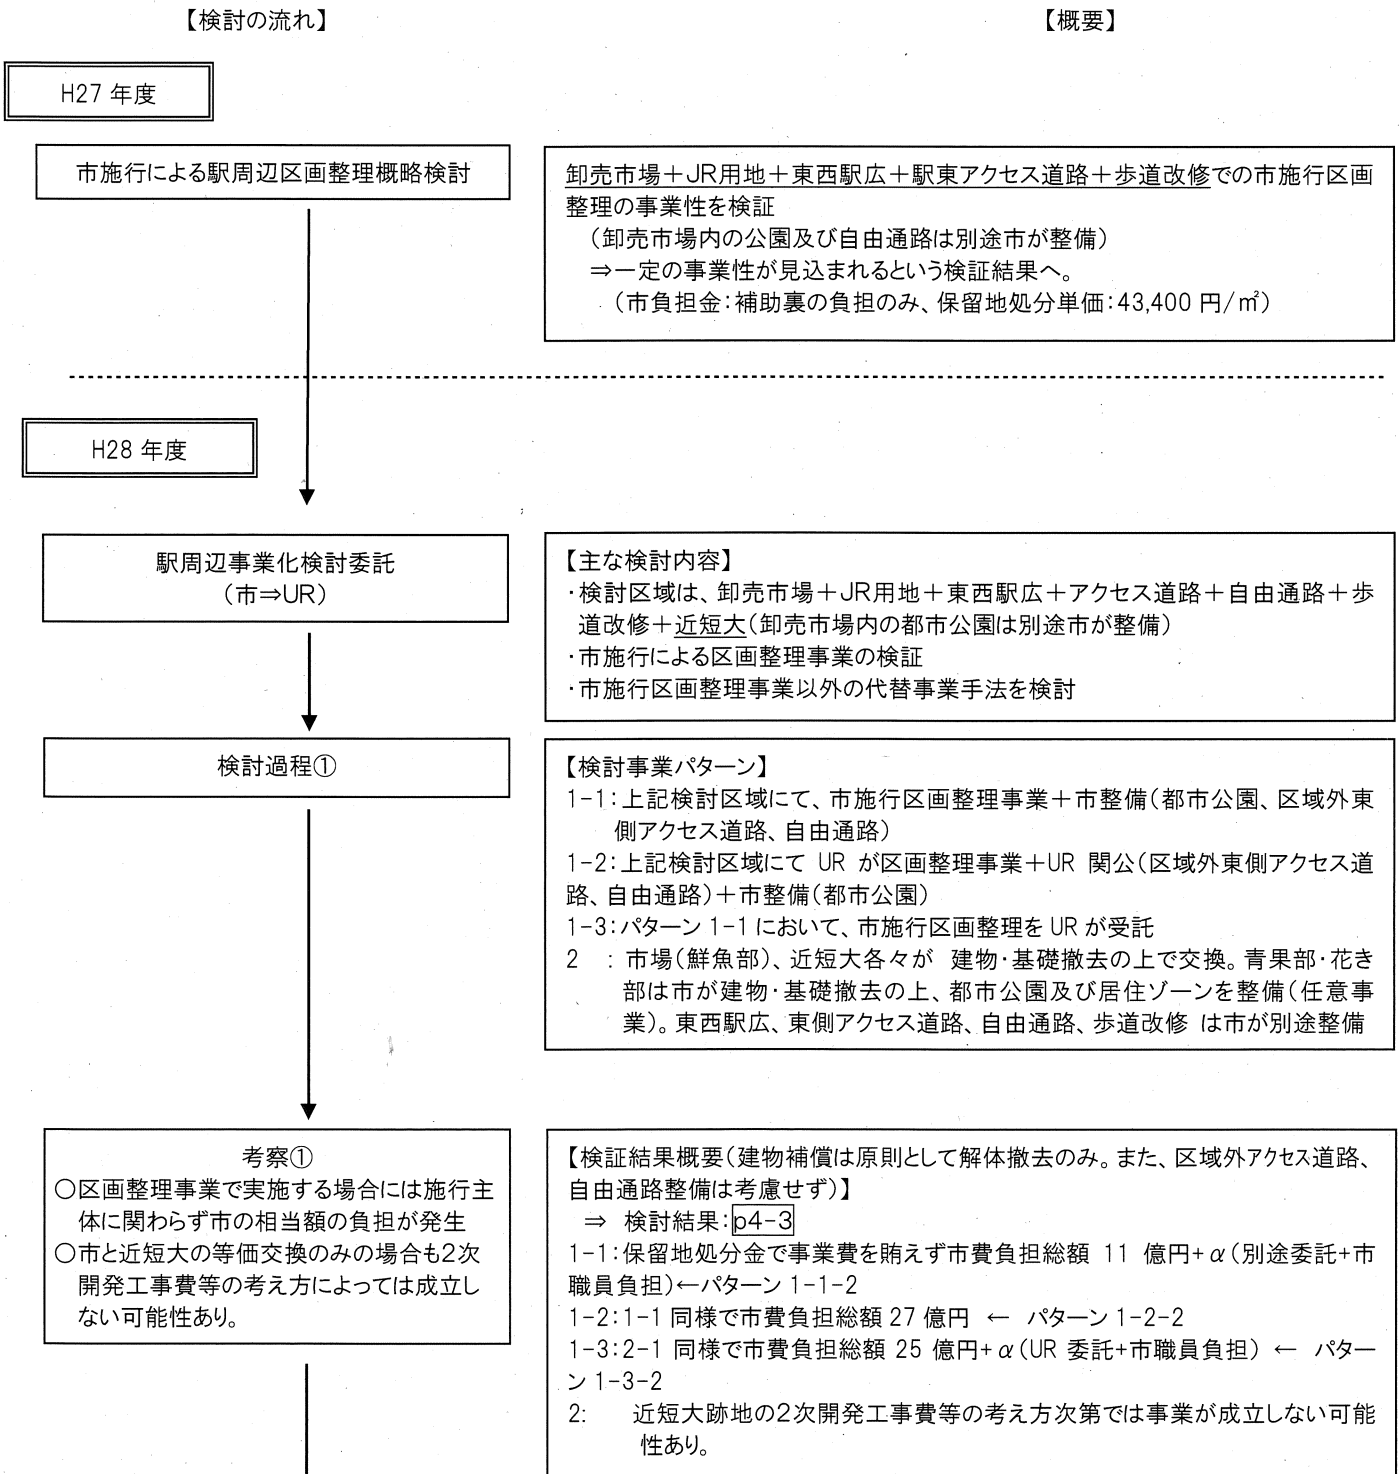 【検討の流れ】
【概要】
H27 年度
市施行による駅周辺区画整理概略検討
卸売市場＋JR用地＋東西駅広＋駅東アクセス道路＋歩道改修での市施行区画
整理の事業性を検証
（卸売市場内の公園及び自由通路は別途市が整備）
⇒一定の事業性が見込まれるという検証結果へ。
（市負担金：補助裏の負担のみ、保留地処分単価：43,400 円/㎡）
H28 年度
駅周辺事業化検討委託
（市⇒UR）
【主な検討内容】
・検討区域は、卸売市場＋JR用地＋東西駅広＋アクセス道路＋自由通路＋歩
道改修＋近短大（卸売市場内の都市公園は別途市が整備）
・市施行による区画整理事業の検証
・市施行区画整理事業以外の代替事業手法を検討
検討過程①
【検討事業パターン】
1-1：上記検討区域にて、市施行区画整理事業＋市整備（都市公園、区域外東
側アクセス道路、自由通路）
1-2：上記検討区域にて UR が区画整理事業＋UR 関公（区域外東側アクセス道
路、自由通路）＋市整備（都市公園）
1-3：パターン 1-1 において、市施行区画整理を UR が受託
2 ：市場（鮮魚部）、近短大各々が 建物・基礎撤去の上で交換。青果部・花き
部は市が建物・基礎撤去の上、都市公園及び居住ゾーンを整備（任意事
業）。東西駅広、東側アクセス道路、自由通路、歩道改修 は市が別途整備
考察①
○区画整理事業で実施する場合には施行主
体に関わらず市の相当額の負担が発生
○市と近短大の等価交換のみの場合も２次
開発工事費等の考え方によっては成立し
ない可能性あり。
【検証結果概要（建物補償は原則として解体撤去のみ。また、区域外アクセス道路、
自由通路整備は考慮せず）】
⇒ 検討結果：p4-3
1-1：保留地処分金で事業費を賄えず市費負担総額 11 億円+α（別途委託+市
職員負担）←パターン 1-1-2
1-2：1-1 同様で市費負担総額 27 億円 ← パターン 1-2-2
1-3：2-1 同様で市費負担総額 25 億円+α（UR 委託+市職員負担） ← パター
ン 1-3-2
2: 近短大跡地の２次開発工事費等の考え方次第では事業が成立しない可能
性あり。